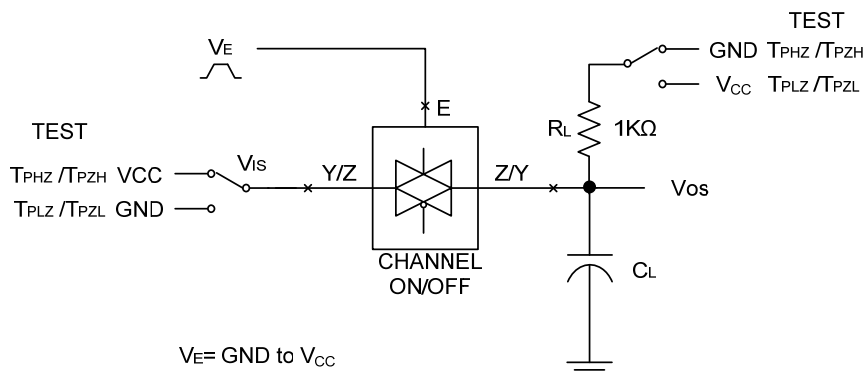 TEST
VE
GND TPHZ /TPZH
VCC TPLZ /TPZL
E
RL 1KΩ
TEST
TPHZ /TPZH VCC
VIS
Y/Z
Z/Y
Vos
TPLZ /TPZL GND
CHANNEL
ON/OFF
CL
VE= GND to VCC